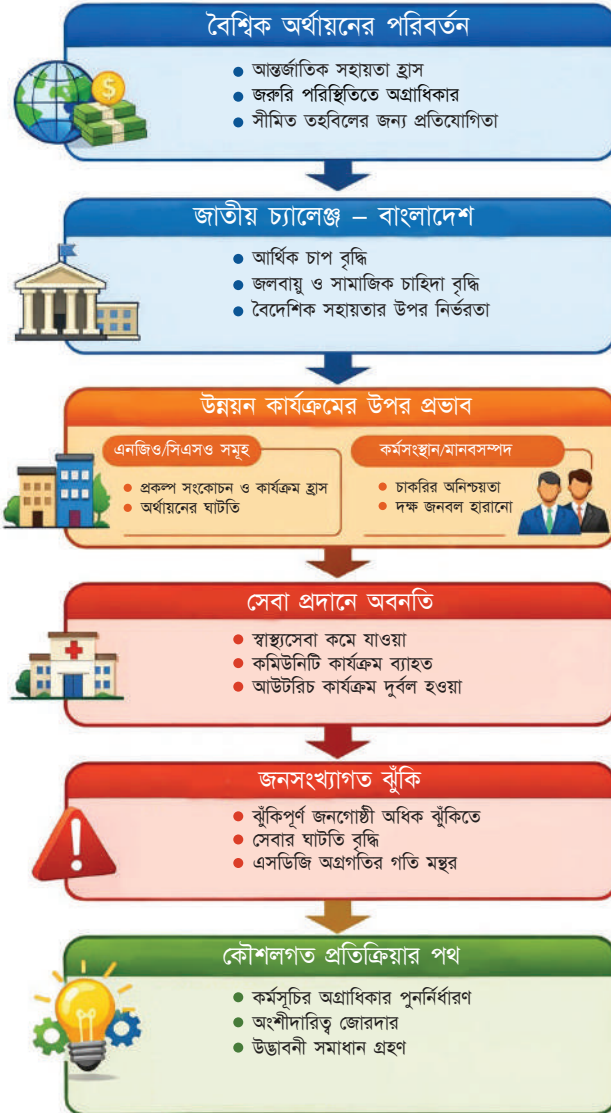 বৈশ্বিক অর্থায়নের পরিবর্তন
আন্তর্জাতিক সহায়তা হ্রাস
জরুরি পরিস্থিতিতে অগ্রাধিকার
সীমিত তহবিলের জন্য প্রতিযোগিতা
জাতীয় চ্যালেঞ্জ – বাংলাদেশ
আর্থিক চাপ বৃদ্ধি
জলবায়ু ও সামাজিক চাহিদা বৃদ্ধি
বৈদেশিক সহায়তার উপর নির্ভরতা
উন্নয়ন কার্যক্রমের উপর প্রভাব
এনজিও/সিএসও সমূহ
প্রকল্প সংকোচন ও কার্যক্রম হ্রাস
অর্থায়নের ঘাটতি
কর্মসংস্থান/মানবসম্পদ
চাকরির অনিশ্চয়তা
দক্ষ জনবল হারানো
সেবা প্রদানে অবনতি
স্বাস্থ্যসেবা কমে যাওয়া
কমিউনিটি কার্যক্রম ব্যাহত
আউটরিচ কার্যক্রম দুর্বল হওয়া
জনসংখ্যাগত ঝুঁকি
ঝুঁকিপূর্ণ জনগোষ্ঠী অধিক ঝুঁকিতে
সেবার ঘাটতি বৃদ্ধি
এসডিজি অগ্রগতির গতি মন্থর
কৌশলগত প্রতিক্রিয়ার পথ
কর্মসূচির অগ্রাধিকার পুনর্নির্ধারণ
অংশীদারিত্ব জোরদার
উদ্ভাবনী সমাধান গ্রহণ